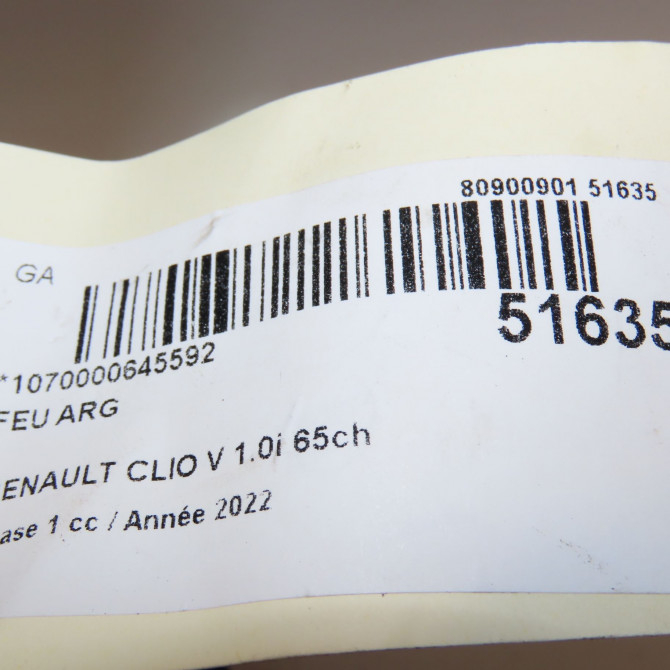 80900901 51635
GA
51635
*1070000645592
FEU ARG
ENAULT CLIO V 1.0i 65ch
ase 1 cc / Année 2022